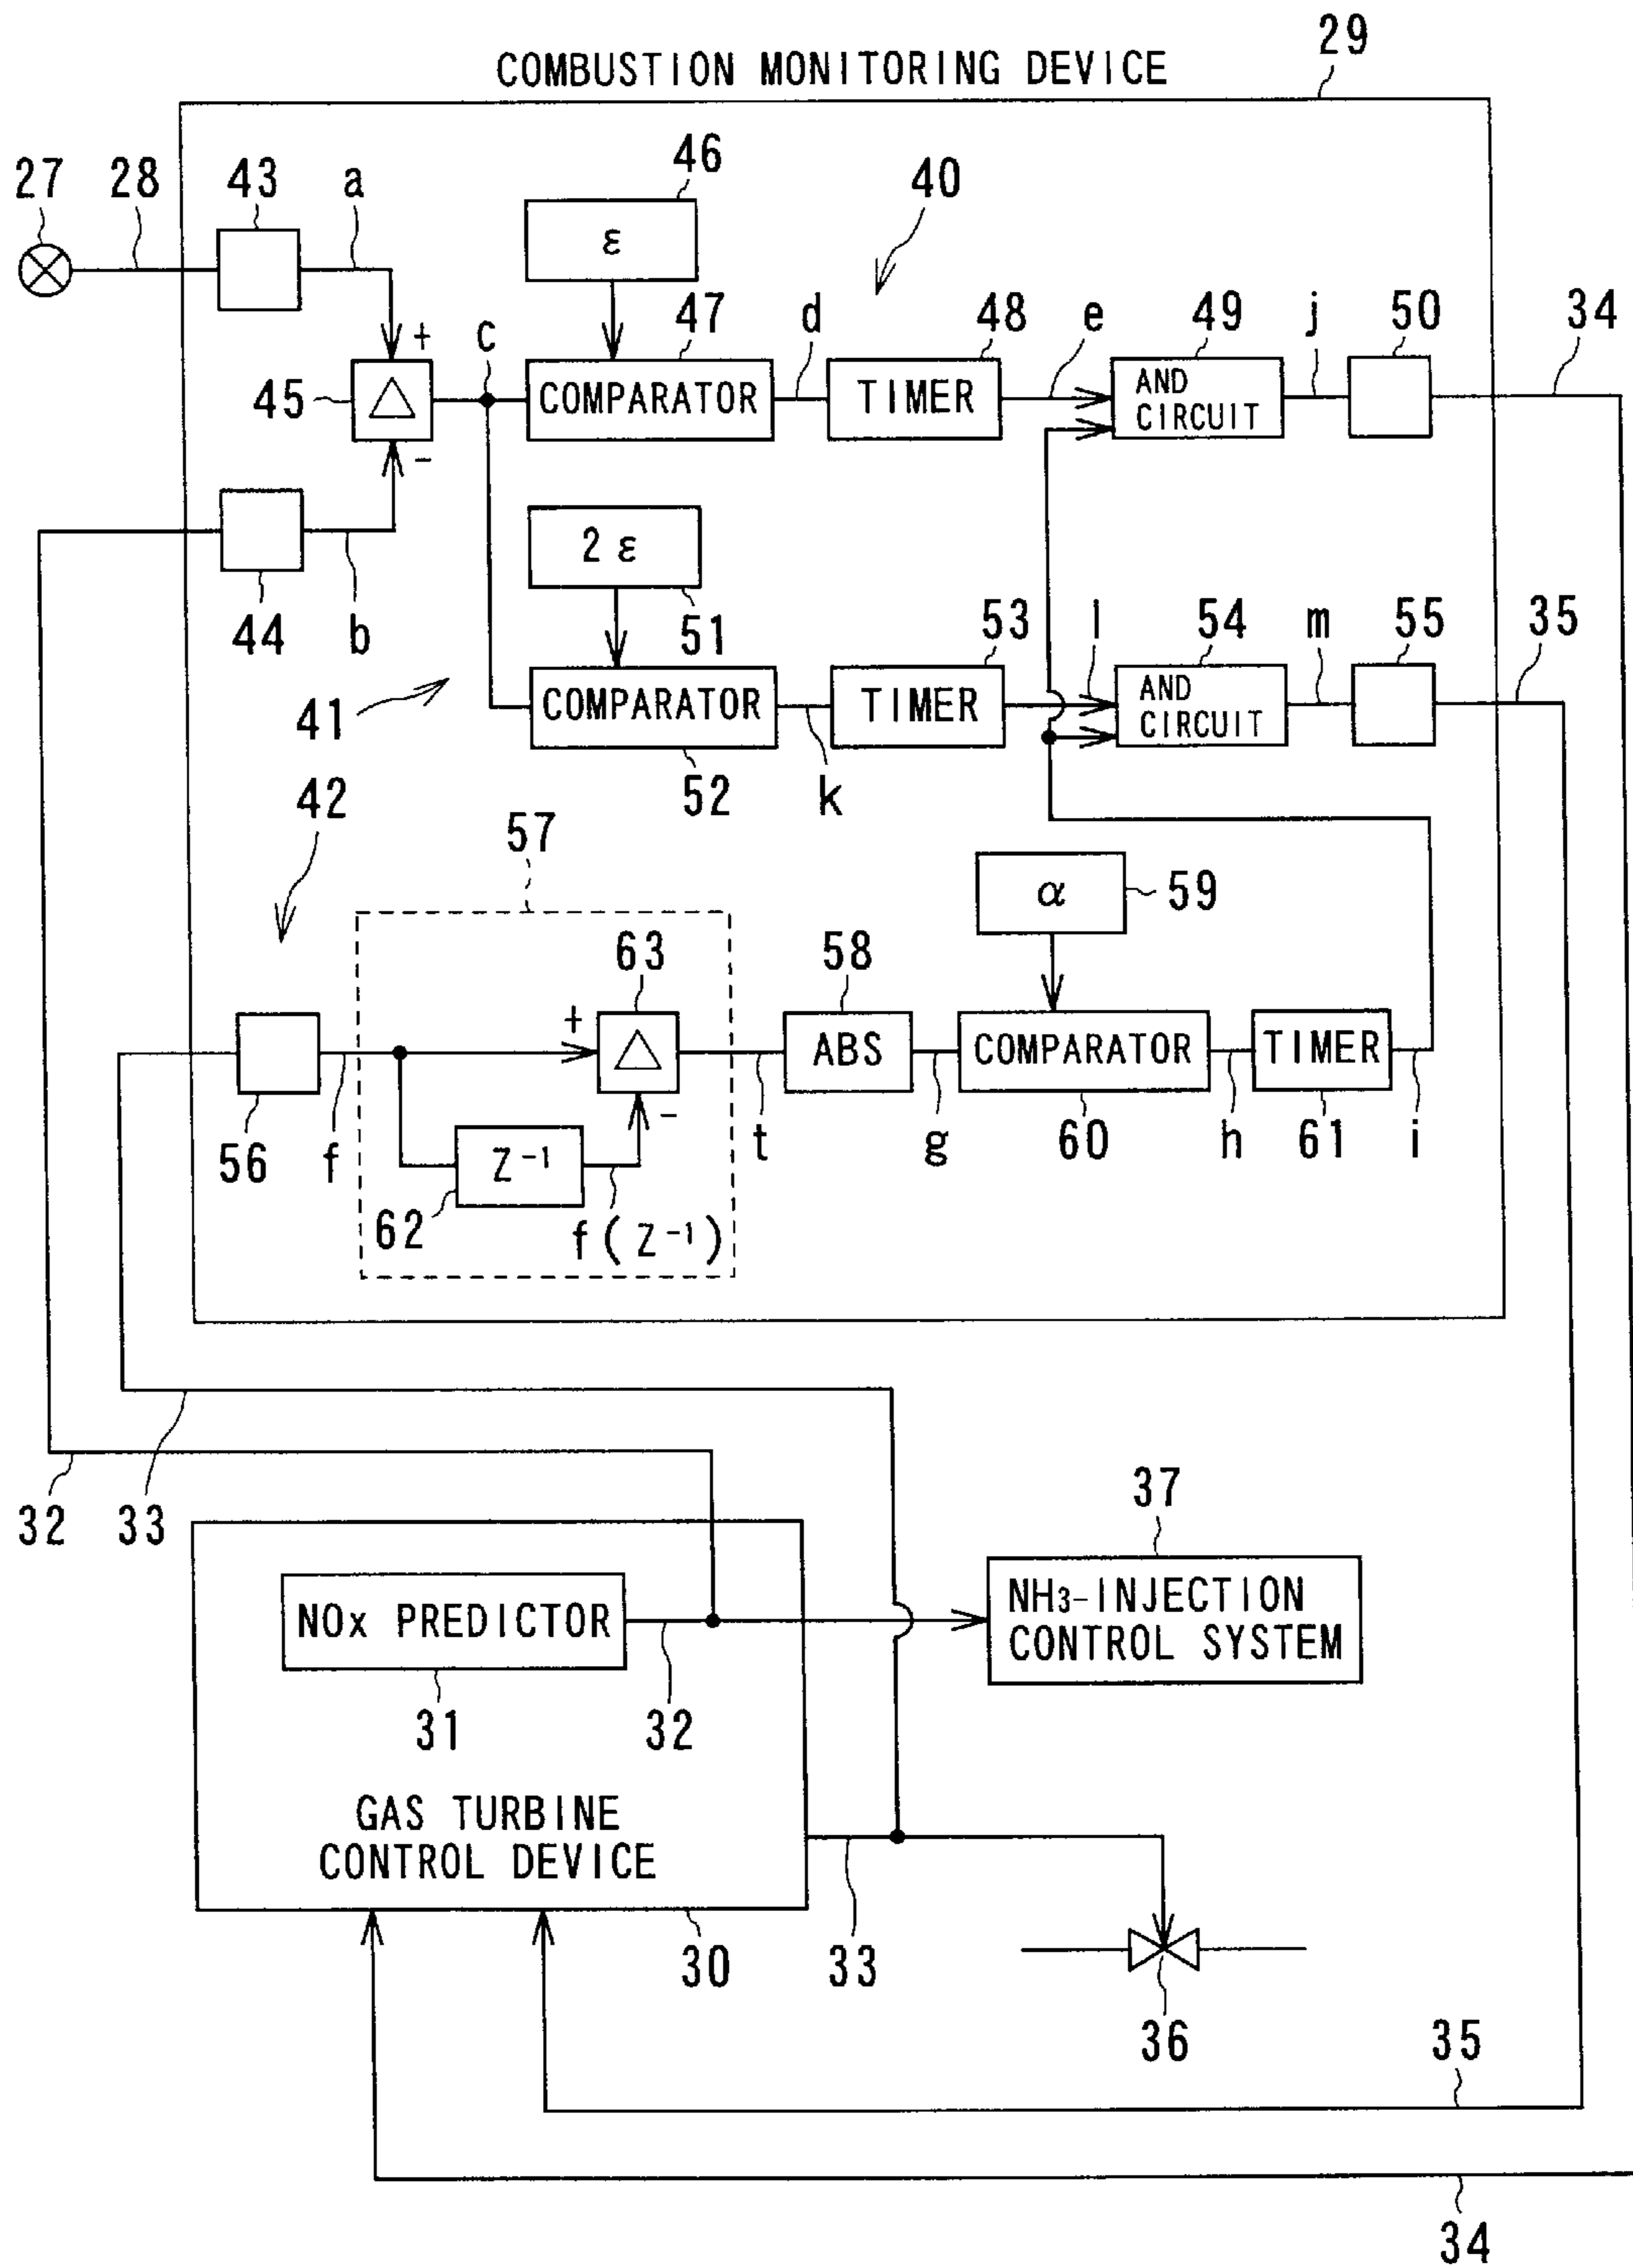 29
COMBUSTION MONITORING DEVICE
27
28
43
a
46
40
ε
+
45
△
c
47
COMPARATOR
d
48
TIMER
e
49
AND
CIRCUIT
j
50
34
-
44
b
2ε
51
41
COMPARATOR
52
k
53
TIMER
l
54
AND
CIRCUIT
m
55
35
42
57
α
59
63
58
56
f
+
△
-
Z⁻¹
62
f(Z⁻¹)
t
ABS
g
COMPARATOR
60
h
TIMER
61
i
32
33
37
NOx PREDICTOR
31
32
NH₃-INJECTION
CONTROL SYSTEM
GAS TURBINE
CONTROL DEVICE
30
33
36
35
34